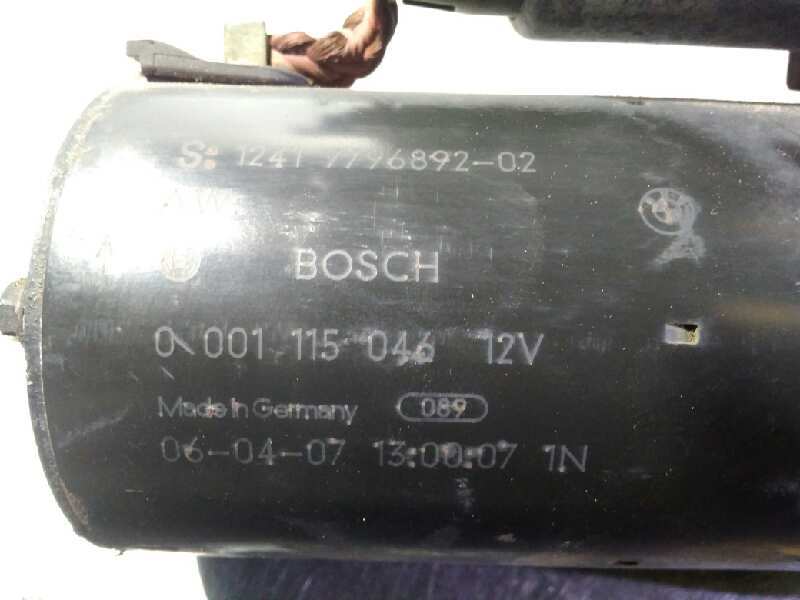 S: 1241 7796892-02
AW
BOSCH
0 001 115 046 12V
Made in Germany 089
06-04-07 13:00:07 1N